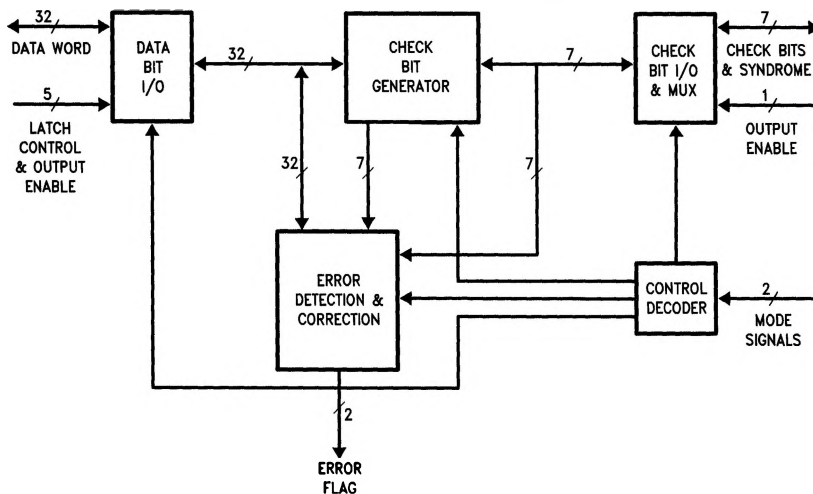 32
DATA WORD
5
LATCH
CONTROL
& OUTPUT
ENABLE
DATA
BIT
I/O
32
CHECK
BIT
GENERATOR
7
CHECK
BIT I/O
& MUX
7
CHECK BITS
& SYNDROME
1
OUTPUT
ENABLE
32
7
7
ERROR
DETECTION &
CORRECTION
CONTROL
DECODER
2
MODE
SIGNALS
2
ERROR
FLAG